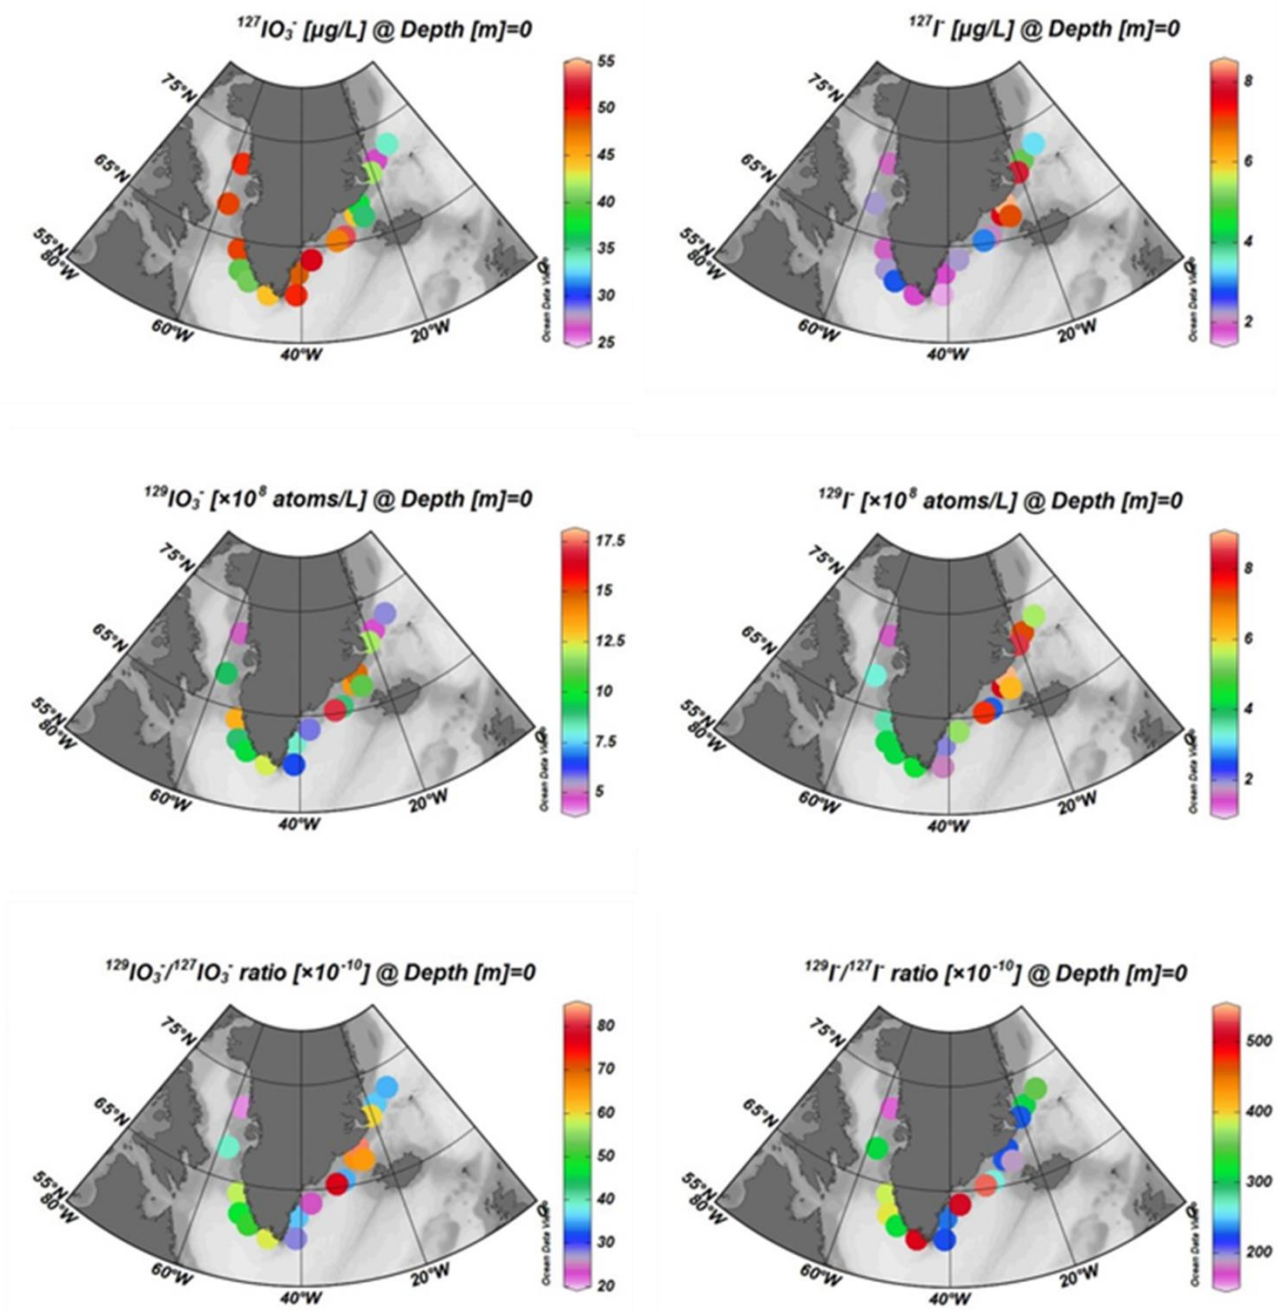 ¹²⁷IO₃⁻ [µg/L] @ Depth [m]=0
75°N
65°N
55°N
80°W
60°W
40°W
20°W
0°
Ocean Data View
55
50
45
40
35
30
25
¹²⁷I⁻ [µg/L] @ Depth [m]=0
75°N
65°N
55°N
80°W
60°W
40°W
20°W
0°
Ocean Data View
8
6
4
2
¹²⁹IO₃⁻ [×10⁸ atoms/L] @ Depth [m]=0
75°N
65°N
55°N
80°W
60°W
40°W
20°W
0°
Ocean Data View
17.5
15
12.5
10
7.5
5
¹²⁹I⁻ [×10⁸ atoms/L] @ Depth [m]=0
75°N
65°N
55°N
80°W
60°W
40°W
20°W
0°
Ocean Data View
8
6
4
2
¹²⁹IO₃⁻/¹²⁷IO₃⁻ ratio [×10⁻¹⁰] @ Depth [m]=0
75°N
65°N
55°N
80°W
60°W
40°W
20°W
0°
Ocean Data View
80
70
60
50
40
30
20
¹²⁹I⁻/¹²⁷I⁻ ratio [×10⁻¹⁰] @ Depth [m]=0
75°N
65°N
55°N
80°W
60°W
40°W
20°W
0°
Ocean Data View
500
400
300
200